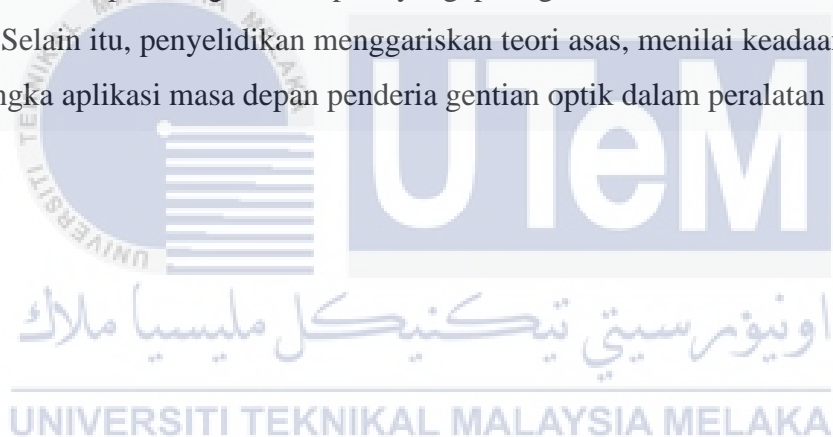 Selain itu, penyelidikan menggariskan teori asas, menilai keadaan
aplikasi masa depan penderia gentian optik dalam peralatan
UTeM
اونيۏرسيتي تيكنيكل مليسيا ملاك
UNIVERSITI TEKNIKAL MALAYSIA MELAKA